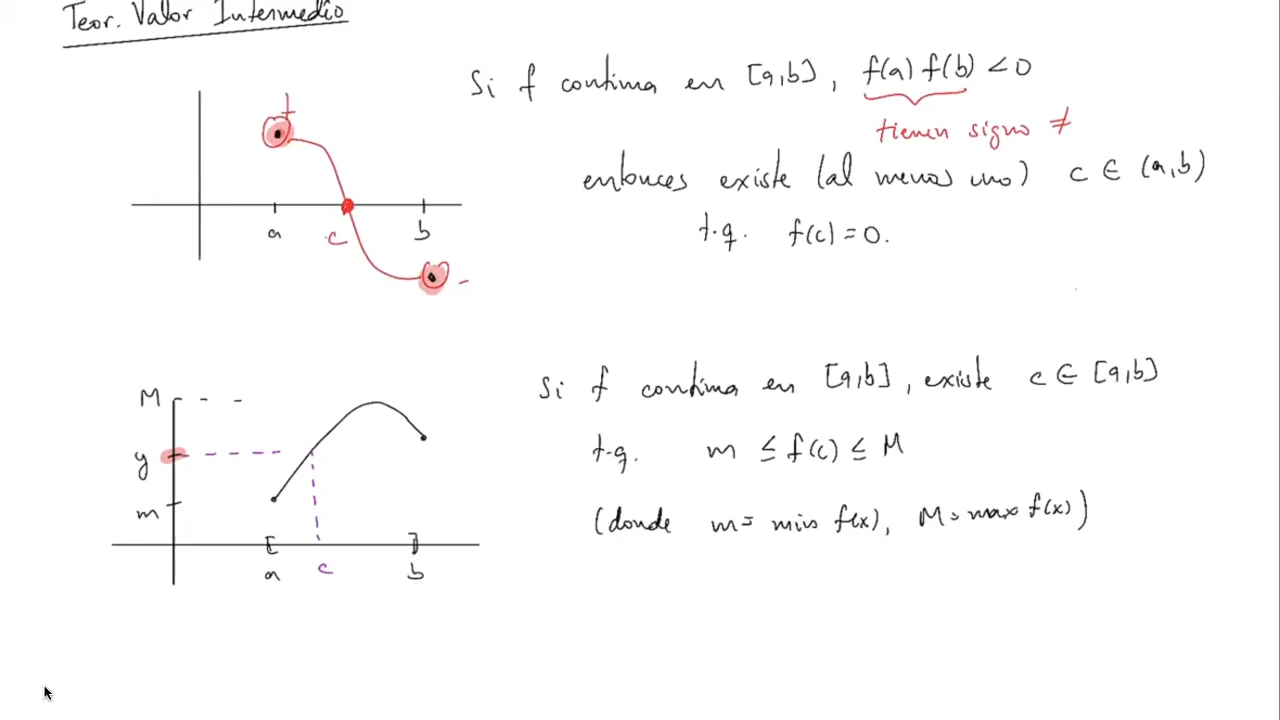 Teor. Valor Intermedio
Si f continua en [a,b], f(a) f(b) < 0
tienen signo ≠
entonces existe (al menos uno) c ∈ (a,b)
t.q. f(c) = 0.
+
a c b
-
Si f continua en [a,b], existe c ∈ [a,b]
t.q. m ≤ f(c) ≤ M
(donde m = min f(x), M = max f(x))
M
y
m
a c b